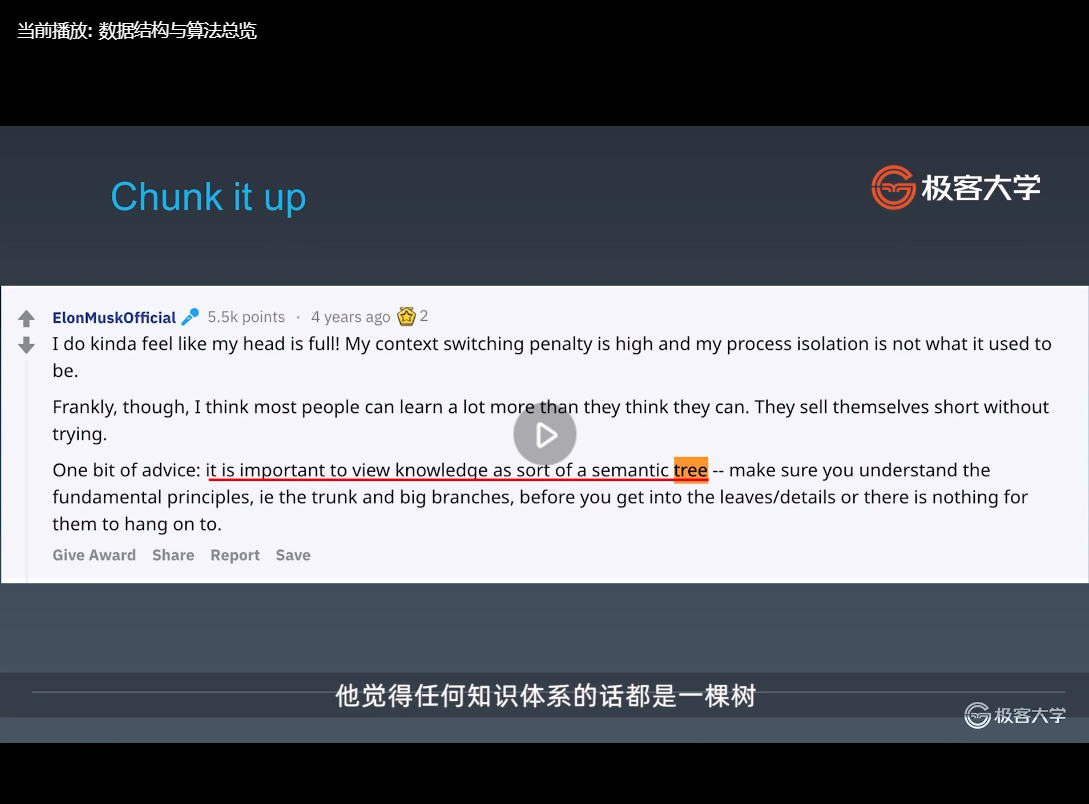 当前播放: 数据结构与算法总览
Chunk it up
极客大学
ElonMuskOfficial 5.5k points · 4 years ago 2
I do kinda feel like my head is full! My context switching penalty is high and my process isolation is not what it used to
be.
Frankly, though, I think most people can learn a lot more than they think they can. They sell themselves short without
trying.
One bit of advice: it is important to view knowledge as sort of a semantic tree -- make sure you understand the
fundamental principles, ie the trunk and big branches, before you get into the leaves/details or there is nothing for
them to hang on to.
Give Award Share Report Save
他觉得任何知识体系的话都是一棵树
极客大学